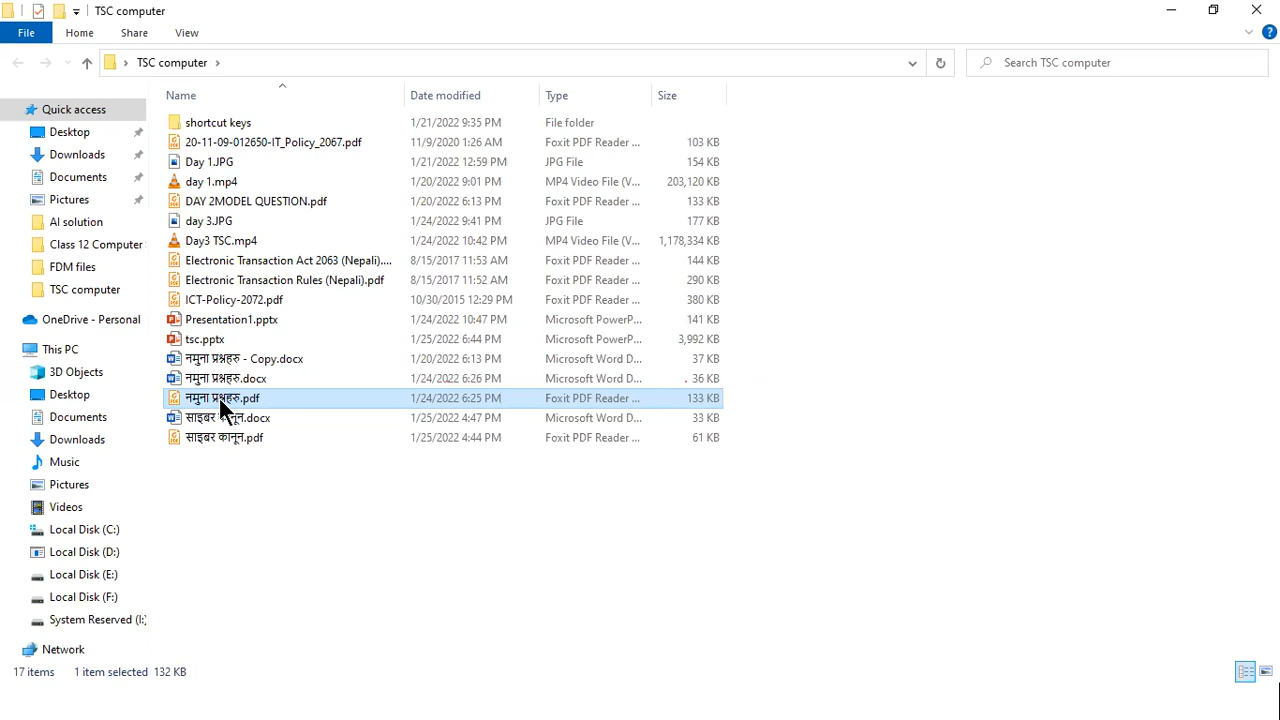 TSC computer
File Home Share View
TSC computer
Search TSC computer
Name Date modified Type Size
Quick access
Desktop
Downloads
Documents
Pictures
AI solution
Class 12 Computer
FDM files
TSC computer
OneDrive - Personal
This PC
3D Objects
Desktop
Documents
Downloads
Music
Pictures
Videos
Local Disk (C:)
Local Disk (D:)
Local Disk (E:)
Local Disk (F:)
System Reserved (I:)
Network
shortcut keys 1/21/2022 9:35 PM File folder
20-11-09-012650-IT_Policy_2067.pdf 11/9/2020 1:26 AM Foxit PDF Reader ... 103 KB
Day 1.JPG 1/21/2022 12:59 PM JPG File 154 KB
day 1.mp4 1/20/2022 9:01 PM MP4 Video File (V... 203,120 KB
DAY 2MODEL QUESTION.pdf 1/20/2022 6:13 PM Foxit PDF Reader ... 133 KB
day 3.JPG 1/24/2022 9:41 PM JPG File 177 KB
Day3 TSC.mp4 1/24/2022 10:42 PM MP4 Video File (V... 1,178,334 KB
Electronic Transaction Act 2063 (Nepali).... 8/15/2017 11:53 AM Foxit PDF Reader ... 144 KB
Electronic Transaction Rules (Nepali).pdf 8/15/2017 11:52 AM Foxit PDF Reader ... 290 KB
ICT-Policy-2072.pdf 10/30/2015 12:29 PM Foxit PDF Reader ... 380 KB
Presentation1.pptx 1/24/2022 10:47 PM Microsoft PowerP... 141 KB
tsc.pptx 1/25/2022 6:44 PM Microsoft PowerP... 3,992 KB
नमुना प्रश्नहरु - Copy.docx 1/20/2022 6:13 PM Microsoft Word D... 37 KB
नमुना प्रश्नहरु.docx 1/24/2022 6:26 PM Microsoft Word D... 36 KB
नमुना प्रश्नहरु.pdf 1/24/2022 6:25 PM Foxit PDF Reader ... 133 KB
साइबर कानून.docx 1/25/2022 4:47 PM Microsoft Word D... 33 KB
साइबर कानून.pdf 1/25/2022 4:44 PM Foxit PDF Reader ... 61 KB
17 items 1 item selected 132 KB